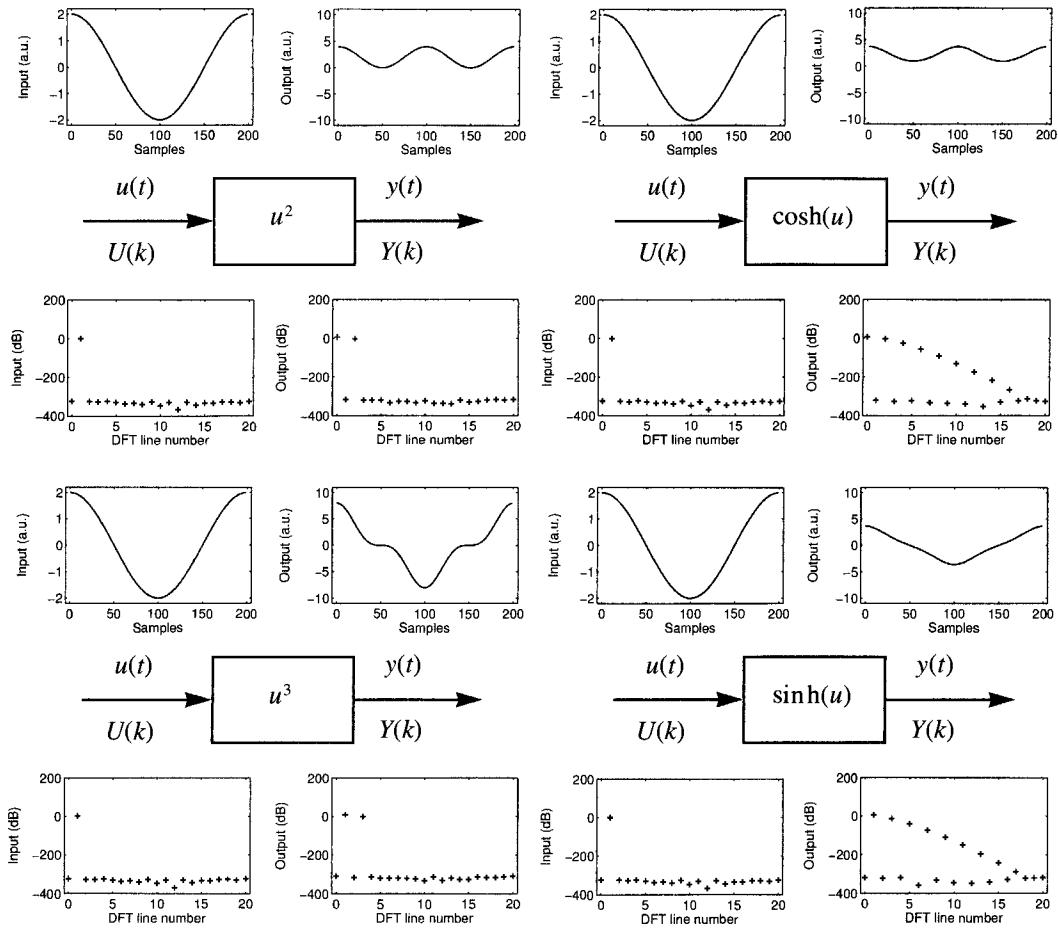 2 10 2 10
1 5 1 5
0 0 0 0
−1 −5 −1 −5
−2 −10 −2 −10
Input (a.u.) Output (a.u.) Input (a.u.) Output (a.u.)
0 50 100 150 200 0 50 100 150 200 0 50 100 150 200 0 50 100 150 200
Samples Samples Samples Samples
u(t) y(t) u(t) y(t)
u² cosh(u)
U(k) Y(k) U(k) Y(k)
200 200 200 200
0 0 0 0
−200 −200 −200 −200
−400 −400 −400 −400
Input (dB) Output (dB) Input (dB) Output (dB)
0 5 10 15 20 0 5 10 15 20 0 5 10 15 20 0 5 10 15 20
DFT line number DFT line number DFT line number DFT line number
2 10 2 10
1 5 1 5
0 0 0 0
−1 −5 −1 −5
−2 −10 −2 −10
Input (a.u.) Output (a.u.) Input (a.u.) Output (a.u.)
0 50 100 150 200 0 50 100 150 200 0 50 100 150 200 0 50 100 150 200
Samples Samples Samples Samples
u(t) y(t) u(t) y(t)
u³ sinh(u)
U(k) Y(k) U(k) Y(k)
200 200 200 200
0 0 0 0
−200 −200 −200 −200
−400 −400 −400 −400
Input (dB) Output (dB) Input (dB) Output (dB)
0 5 10 15 20 0 5 10 15 20 0 5 10 15 20 0 5 10 15 20
DFT line number DFT line number DFT line number DFT line number